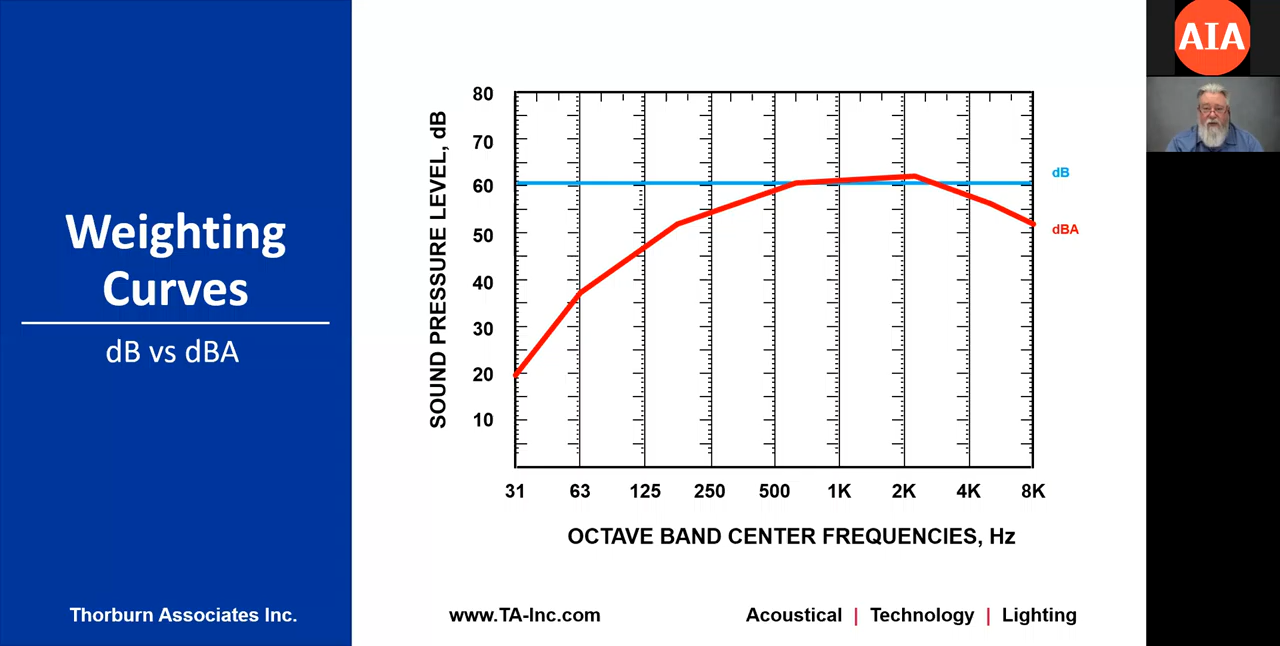 Weighting
Curves
dB vs dBA
Thorburn Associates Inc.
SOUND PRESSURE LEVEL, dB
80
70
60
50
40
30
20
10
31 63 125 250 500 1K 2K 4K 8K
OCTAVE BAND CENTER FREQUENCIES, Hz
dB
dBA
www.TA-Inc.com
Acoustical | Technology | Lighting
AIA